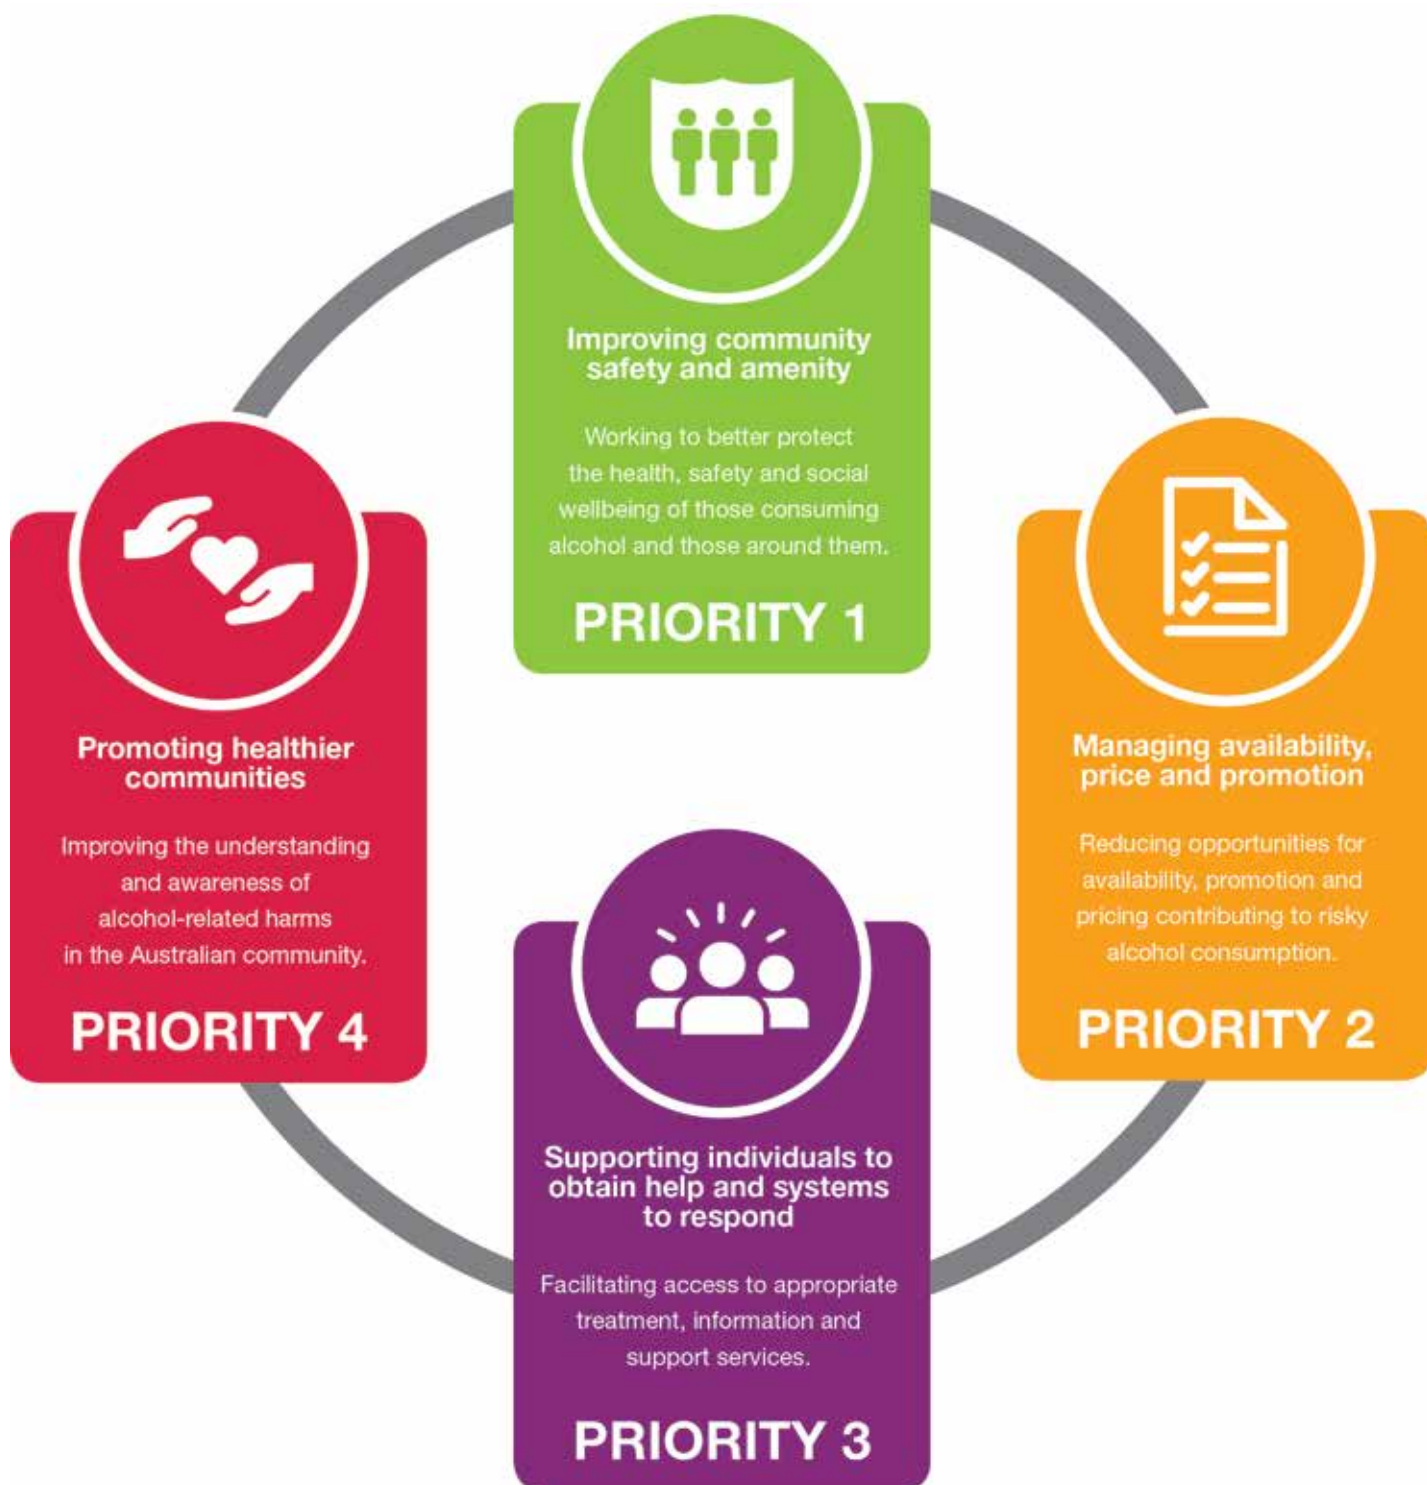 Improving community
safety and amenity
Working to better protect
the health, safety and social
wellbeing of those consuming
alcohol and those around them.
PRIORITY 1
Managing availability,
price and promotion
Reducing opportunities for
availability, promotion and
pricing contributing to risky
alcohol consumption.
PRIORITY 2
Supporting individuals to
obtain help and systems
to respond
Facilitating access to appropriate
treatment, information and
support services.
PRIORITY 3
Promoting healthier
communities
Improving the understanding
and awareness of
alcohol-related harms
in the Australian community.
PRIORITY 4